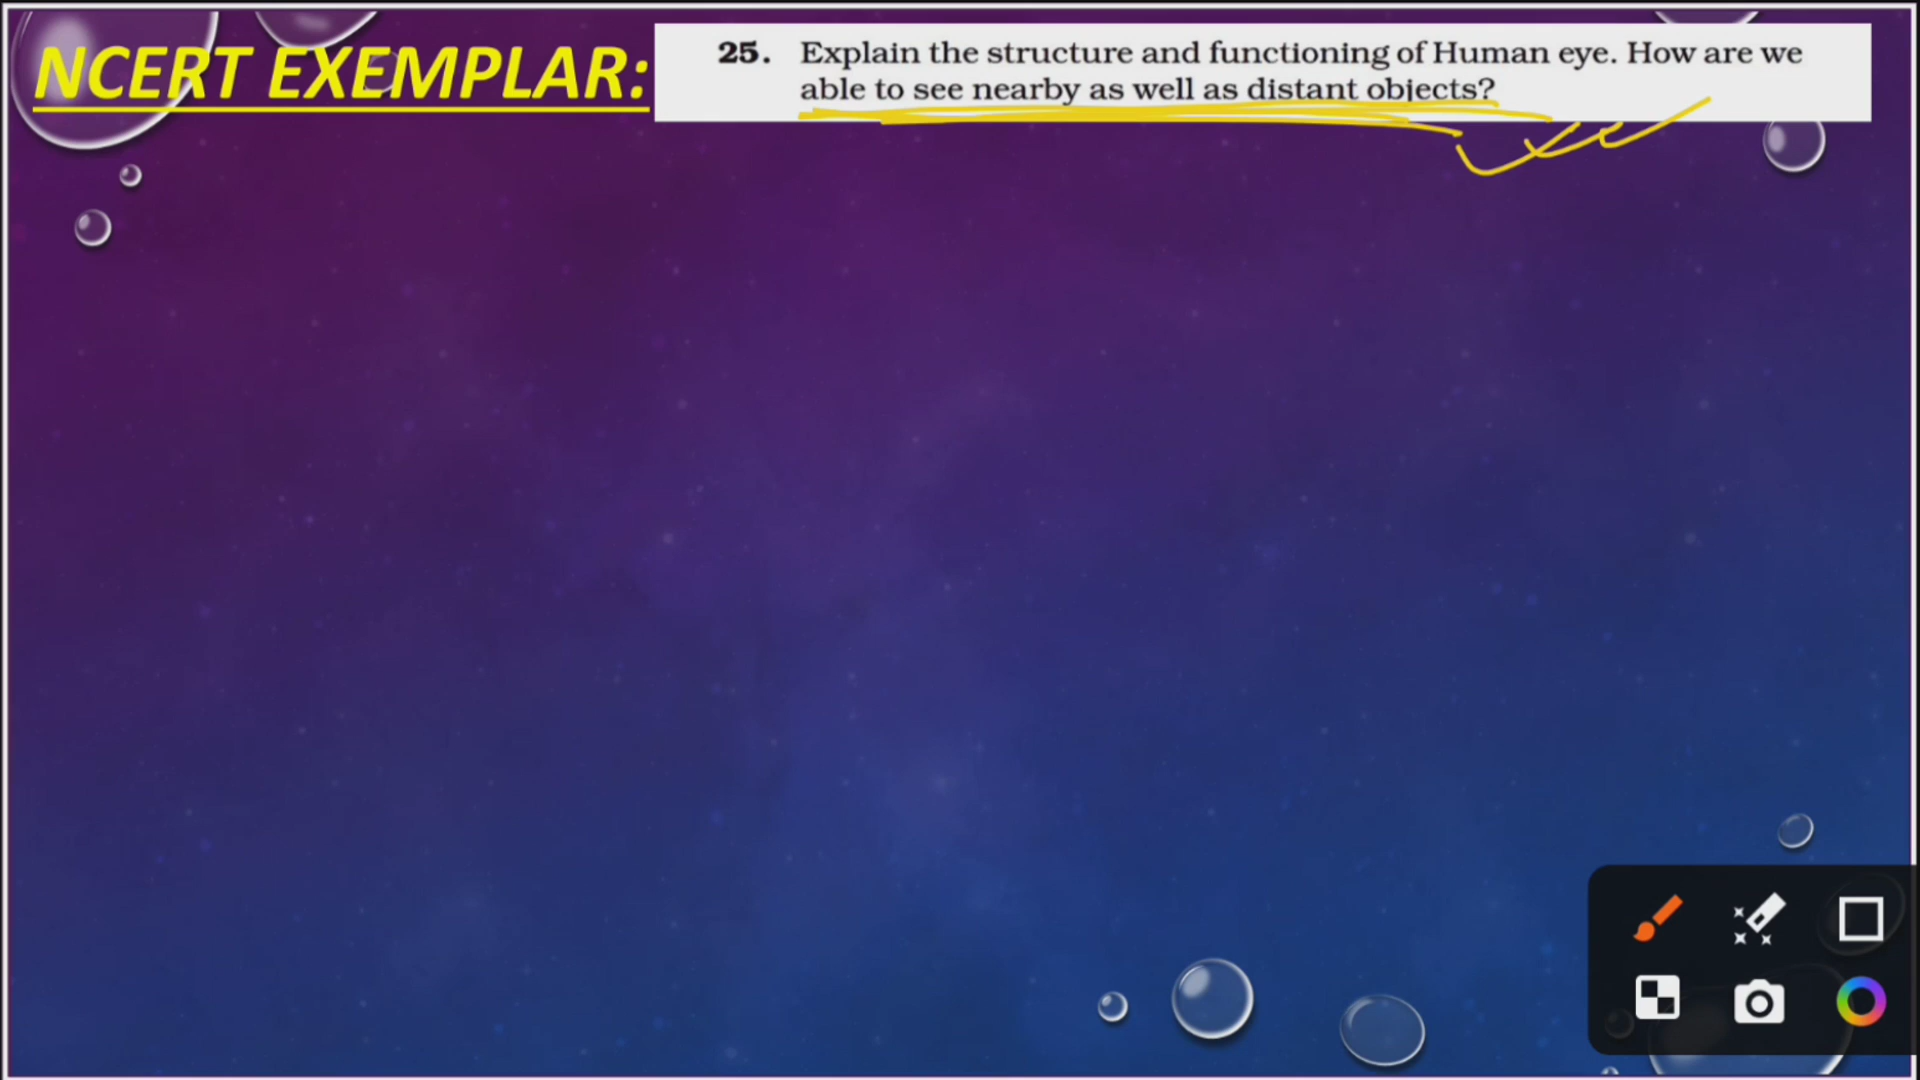 NCERT EXEMPLAR:
25. Explain the structure and functioning of Human eye. How are we
able to see nearby as well as distant objects?